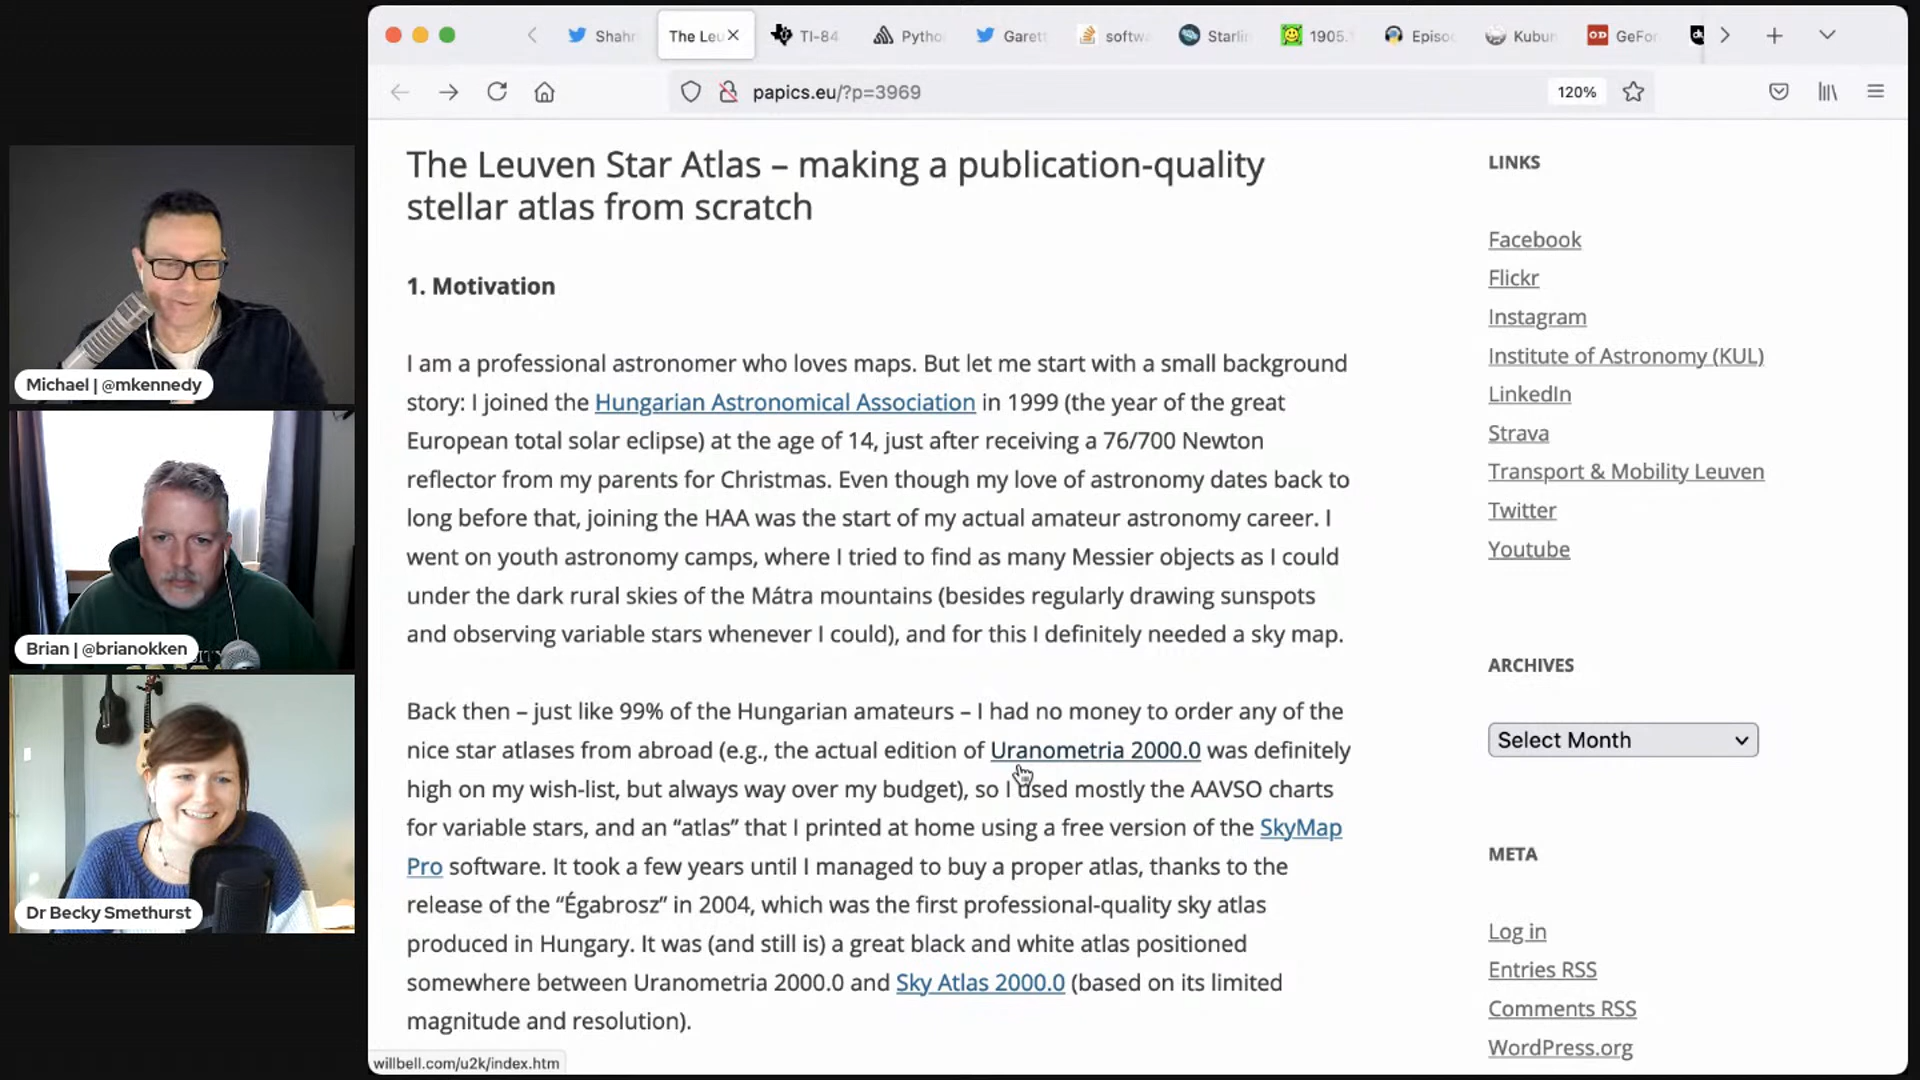 Shahr
The Leu
TI-84
Pytho
Garett
softw
Starli
1905.
Episo
Kubun
OD
GeFor
papics.eu/?p=3969
120%
The Leuven Star Atlas – making a publication-quality
stellar atlas from scratch
1. Motivation
I am a professional astronomer who loves maps. But let me start with a small background
story: I joined the Hungarian Astronomical Association in 1999 (the year of the great
European total solar eclipse) at the age of 14, just after receiving a 76/700 Newton
reflector from my parents for Christmas. Even though my love of astronomy dates back to
long before that, joining the HAA was the start of my actual amateur astronomy career. I
went on youth astronomy camps, where I tried to find as many Messier objects as I could
under the dark rural skies of the Mátra mountains (besides regularly drawing sunspots
and observing variable stars whenever I could), and for this I definitely needed a sky map.
Back then – just like 99% of the Hungarian amateurs – I had no money to order any of the
nice star atlases from abroad (e.g., the actual edition of Uranometria 2000.0 was definitely
high on my wish-list, but always way over my budget), so I used mostly the AAVSO charts
for variable stars, and an “atlas” that I printed at home using a free version of the SkyMap
Pro software. It took a few years until I managed to buy a proper atlas, thanks to the
release of the “Égabrosz” in 2004, which was the first professional-quality sky atlas
produced in Hungary. It was (and still is) a great black and white atlas positioned
somewhere between Uranometria 2000.0 and Sky Atlas 2000.0 (based on its limited
magnitude and resolution).
willbell.com/u2k/index.htm
LINKS
Facebook
Flickr
Instagram
Institute of Astronomy (KUL)
LinkedIn
Strava
Transport & Mobility Leuven
Twitter
Youtube
ARCHIVES
Select Month
META
Log in
Entries RSS
Comments RSS
WordPress.org
Michael | @mkennedy
Brian | @brianokken
Dr Becky Smethurst